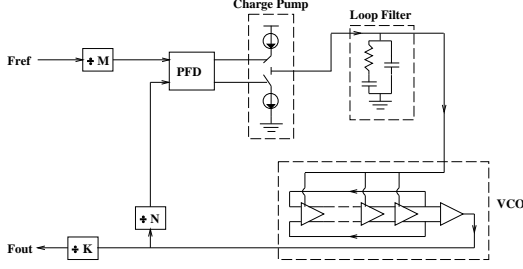 Charge Pump
Loop Filter
Fref
÷ M
PFD
VCO
÷ N
Fout
÷ K